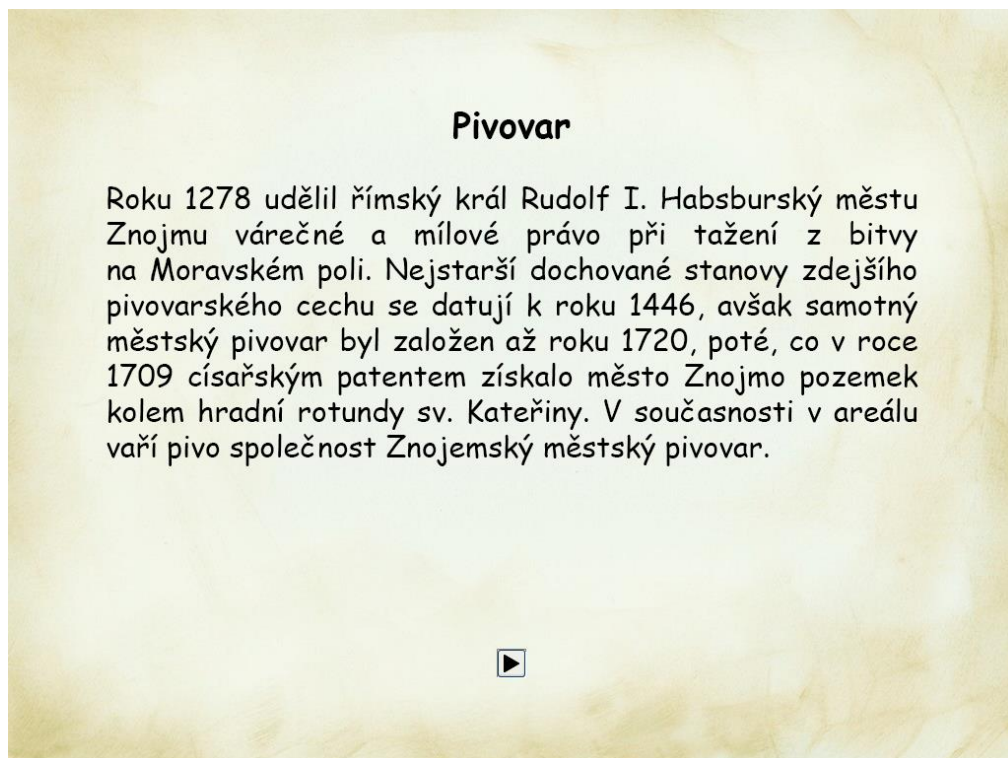 Pivovar
Roku 1278 udělil římský král Rudolf I. Habsburský městu
Znojmu várečné a mílové právo při tažení z bitvy
na Moravském poli. Nejstarší dochované stanovy zdejšího
pivovarského cechu se datují k roku 1446, avšak samotný
městský pivovar byl založen až roku 1720, poté, co v roce
1709 císařským patentem získalo město Znojmo pozemek
kolem hradní rotundy sv. Kateřiny. V současnosti v areálu
vaří pivo společnost Znojemský městský pivovar.